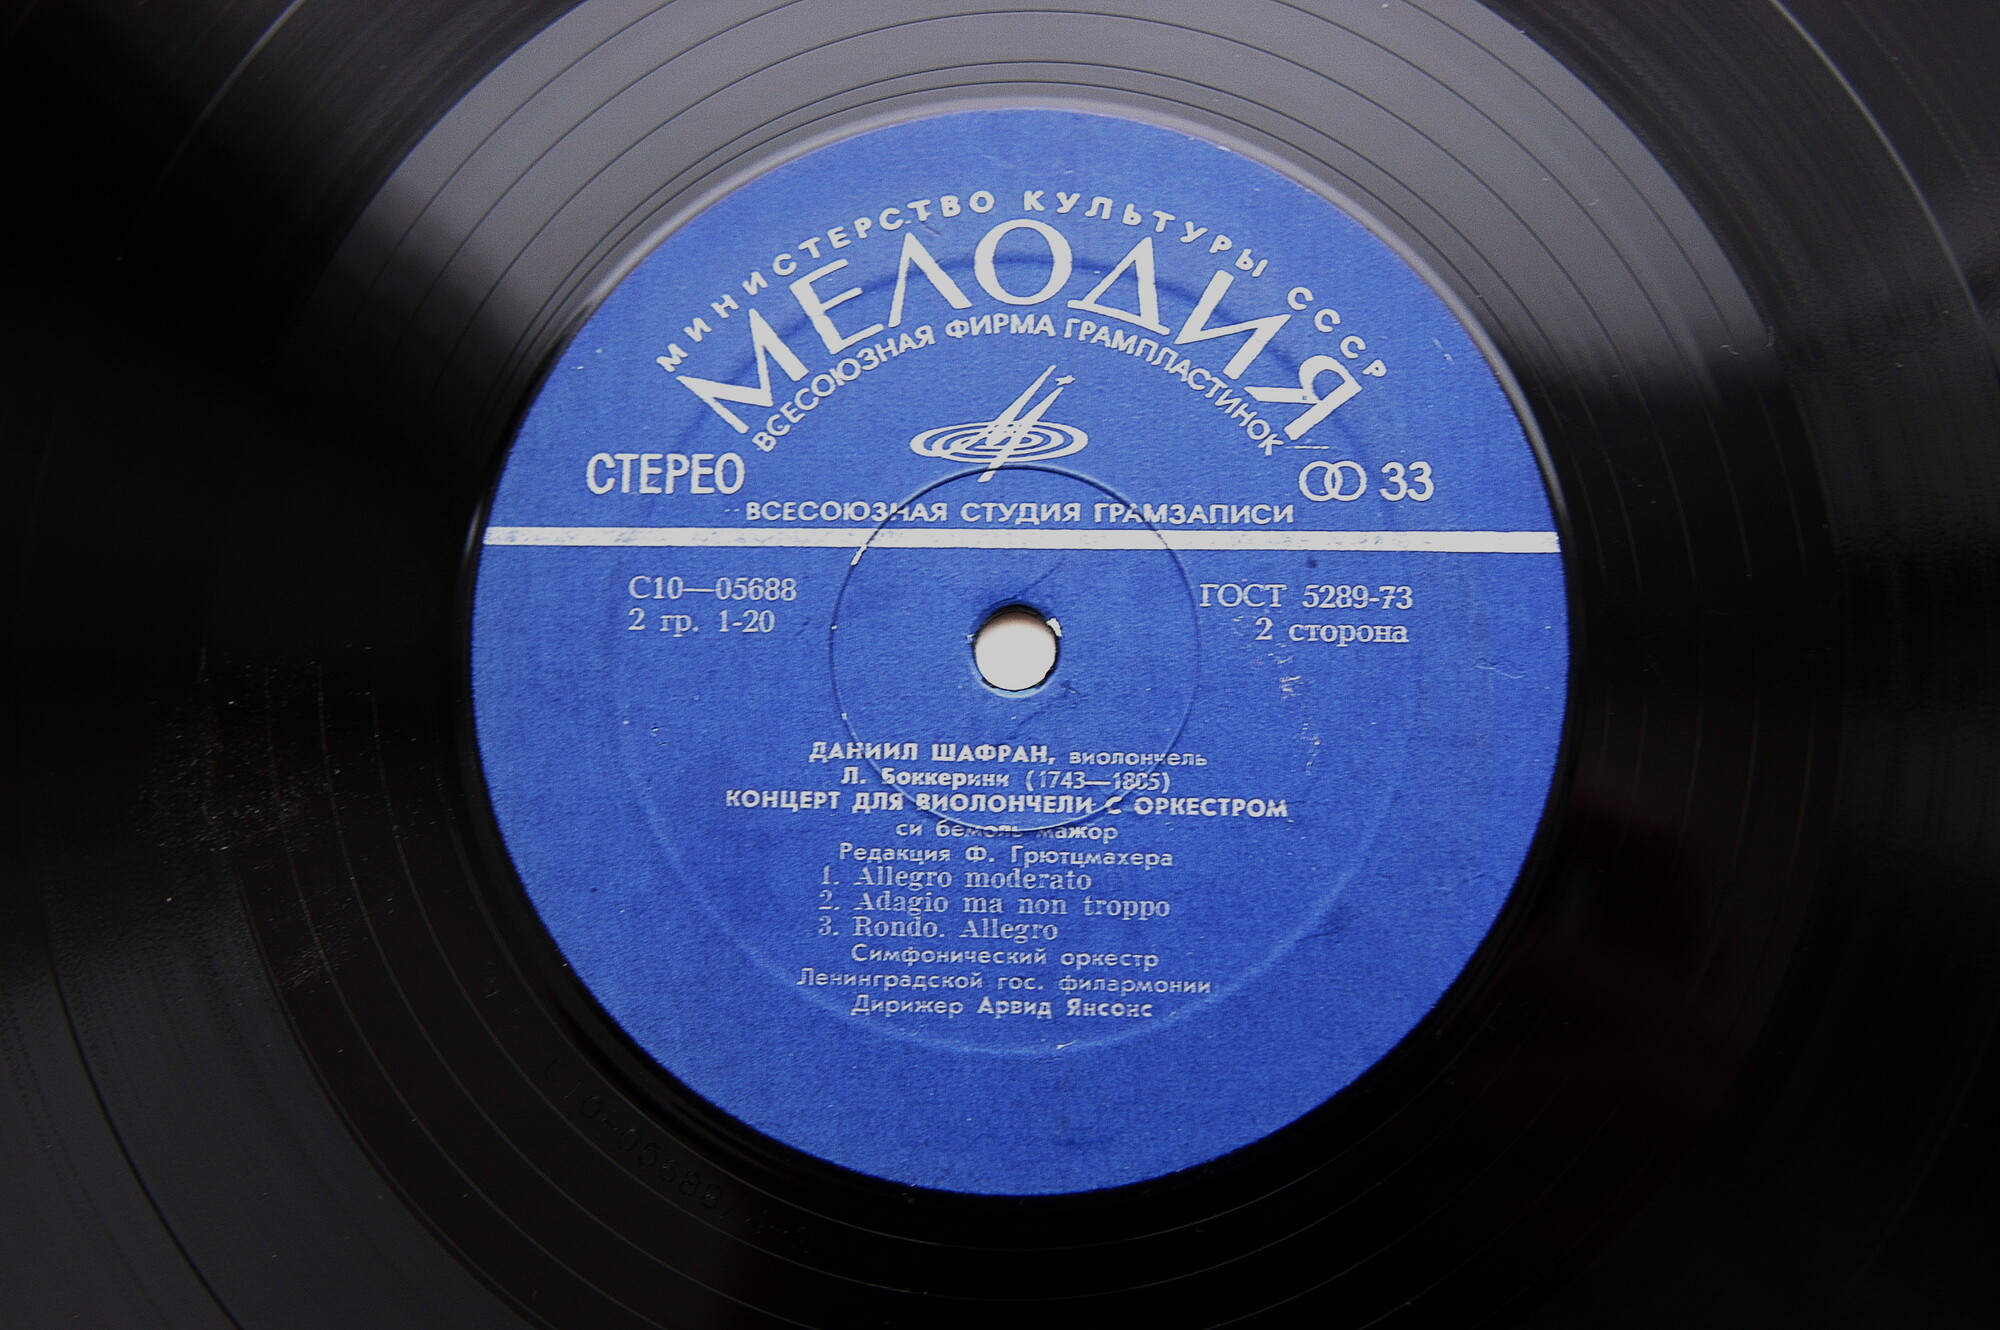 МИНИСТЕРСТВО КУЛЬТУРЫ СССР
МЕЛОДИЯ
ВСЕСОЮЗНАЯ ФИРМА ГРАМПЛАСТИНОК
СТЕРЕО
33
ВСЕСОЮЗНАЯ СТУДИЯ ГРАМЗАПИСИ
С10—05688
2 гр. 1-20
ГОСТ 5289-73
2 сторона
ДАНИИЛ ШАФРАН, виолончель
Л. Боккерини (1743—1805)
КОНЦЕРТ ДЛЯ ВИОЛОНЧЕЛИ С ОРКЕСТРОМ
си бемоль мажор
Редакция Ф. Грютцмахера
1. Allegro moderato
2. Adagio ma non troppo
3. Rondo. Allegro
Симфонический оркестр
Ленинградской гос. филармонии
Дирижер Арвид Янсонс